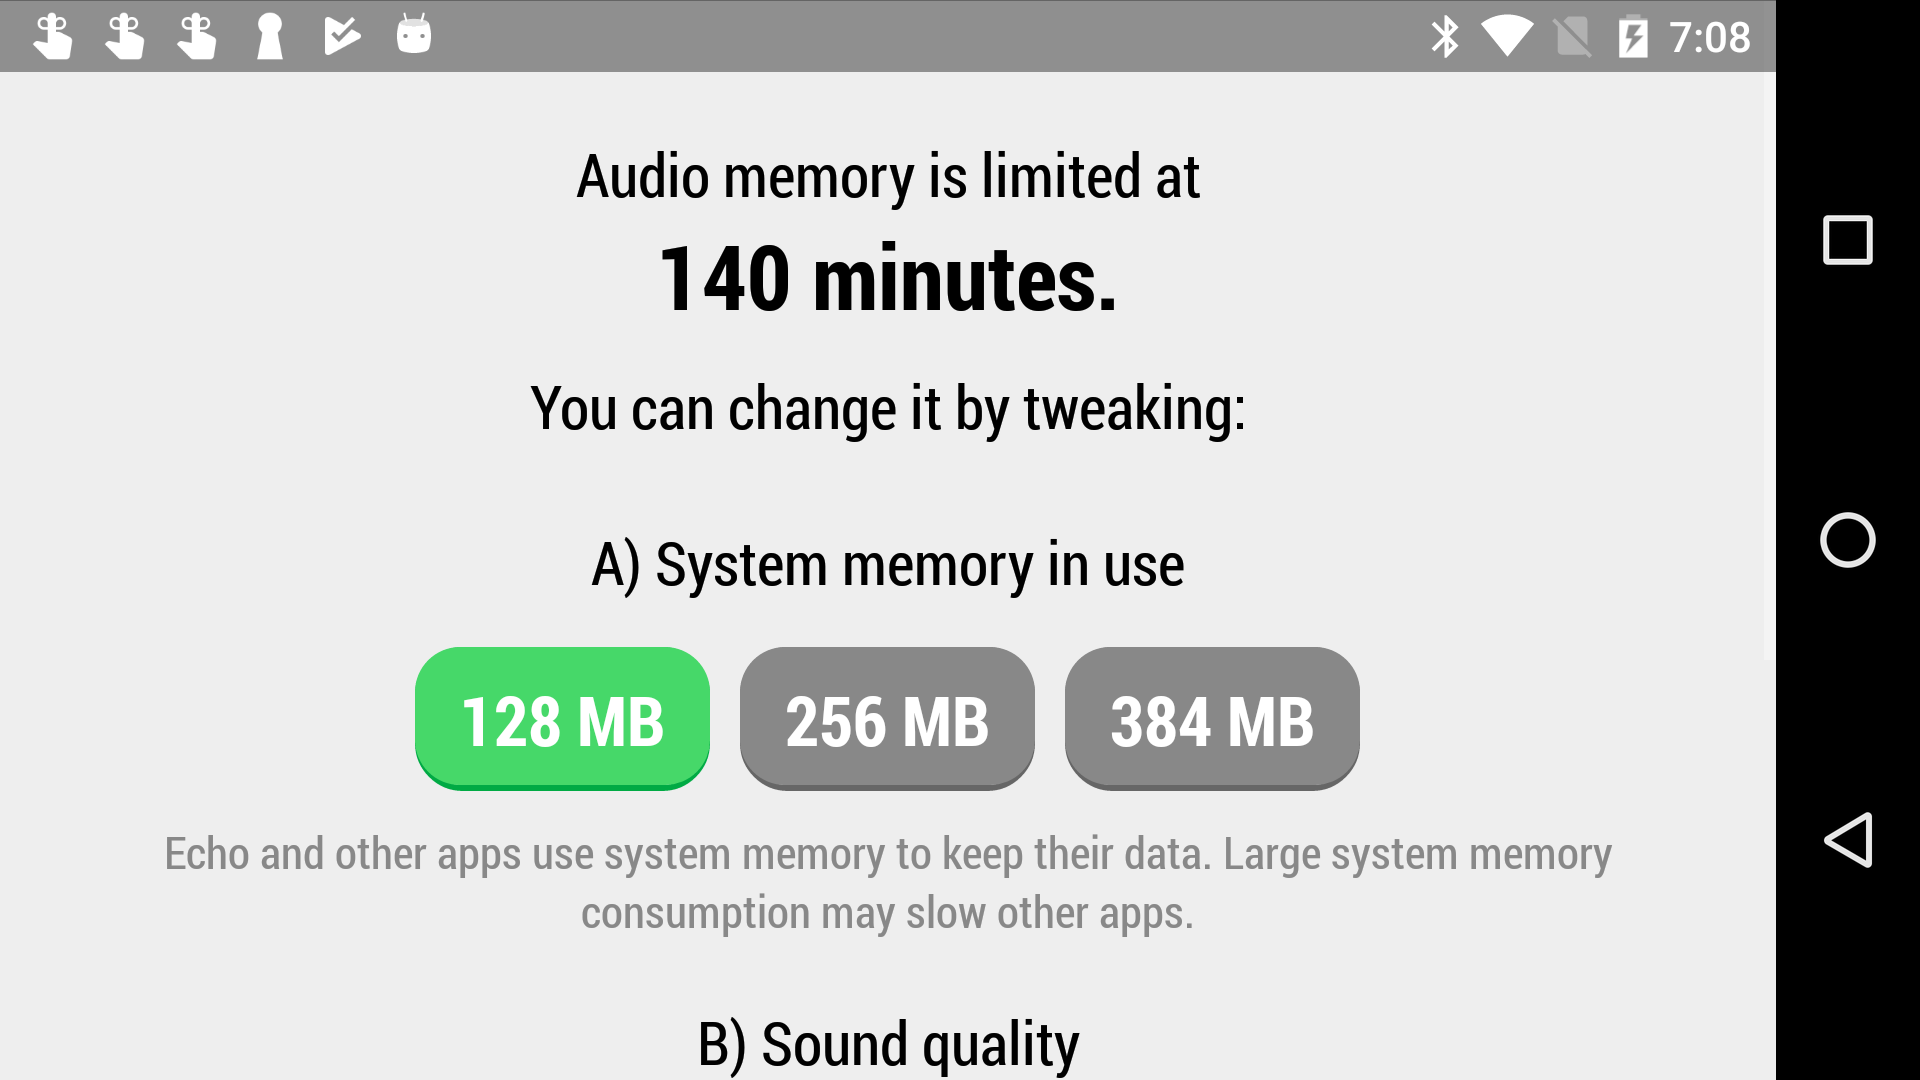 7:08
Audio memory is limited at
140 minutes.
You can change it by tweaking:
A) System memory in use
128 MB 256 MB 384 MB
Echo and other apps use system memory to keep their data. Large system memory
consumption may slow other apps.
B) Sound quality